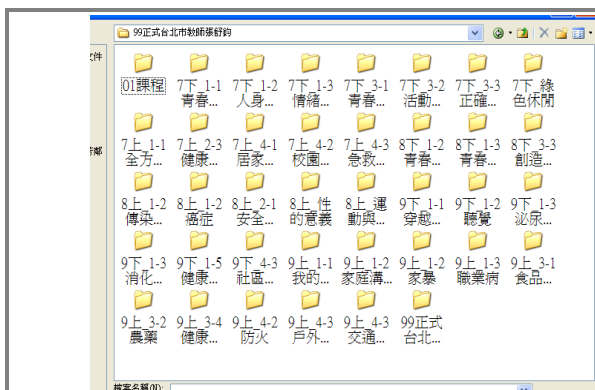 99正式台北市教師張舒鈞
文件
01課程 7下_1-1 7下_1-2 7下_1-3 7下_3-1 7下_3-2 7下_3-3 7下_綠
青春... 人身... 情緒... 青春... 活動... 正確... 色休閒
7上_1-1 7上_2-3 7上_4-1 7上_4-2 7上_4-3 8下_1-2 8下_1-3 8下_3-3
全方... 健康... 居家... 校園... 急救... 青春... 青春... 創造...
8上_1-2 8上_1-2 8上_2-1 8上_性 8上_運 9下_1-1 9下_1-2 9下_1-3
傳染... 癌症 安全... 的意義 動與... 穿越... 聽覺 泌尿...
9下_1-3 9下_1-5 9下_4-3 9上_1-1 9上_1-2 9上_1-2 9上_1-3 9上_3-1
消化... 健康... 社區... 我的... 家庭溝... 家暴 職業病 食品...
9上_3-2 9上_3-4 9上_4-2 9上_4-3 9上_4-3 99正式
農藥 健康... 防火 戶外... 交通... 台北...
檔案名稱(N):